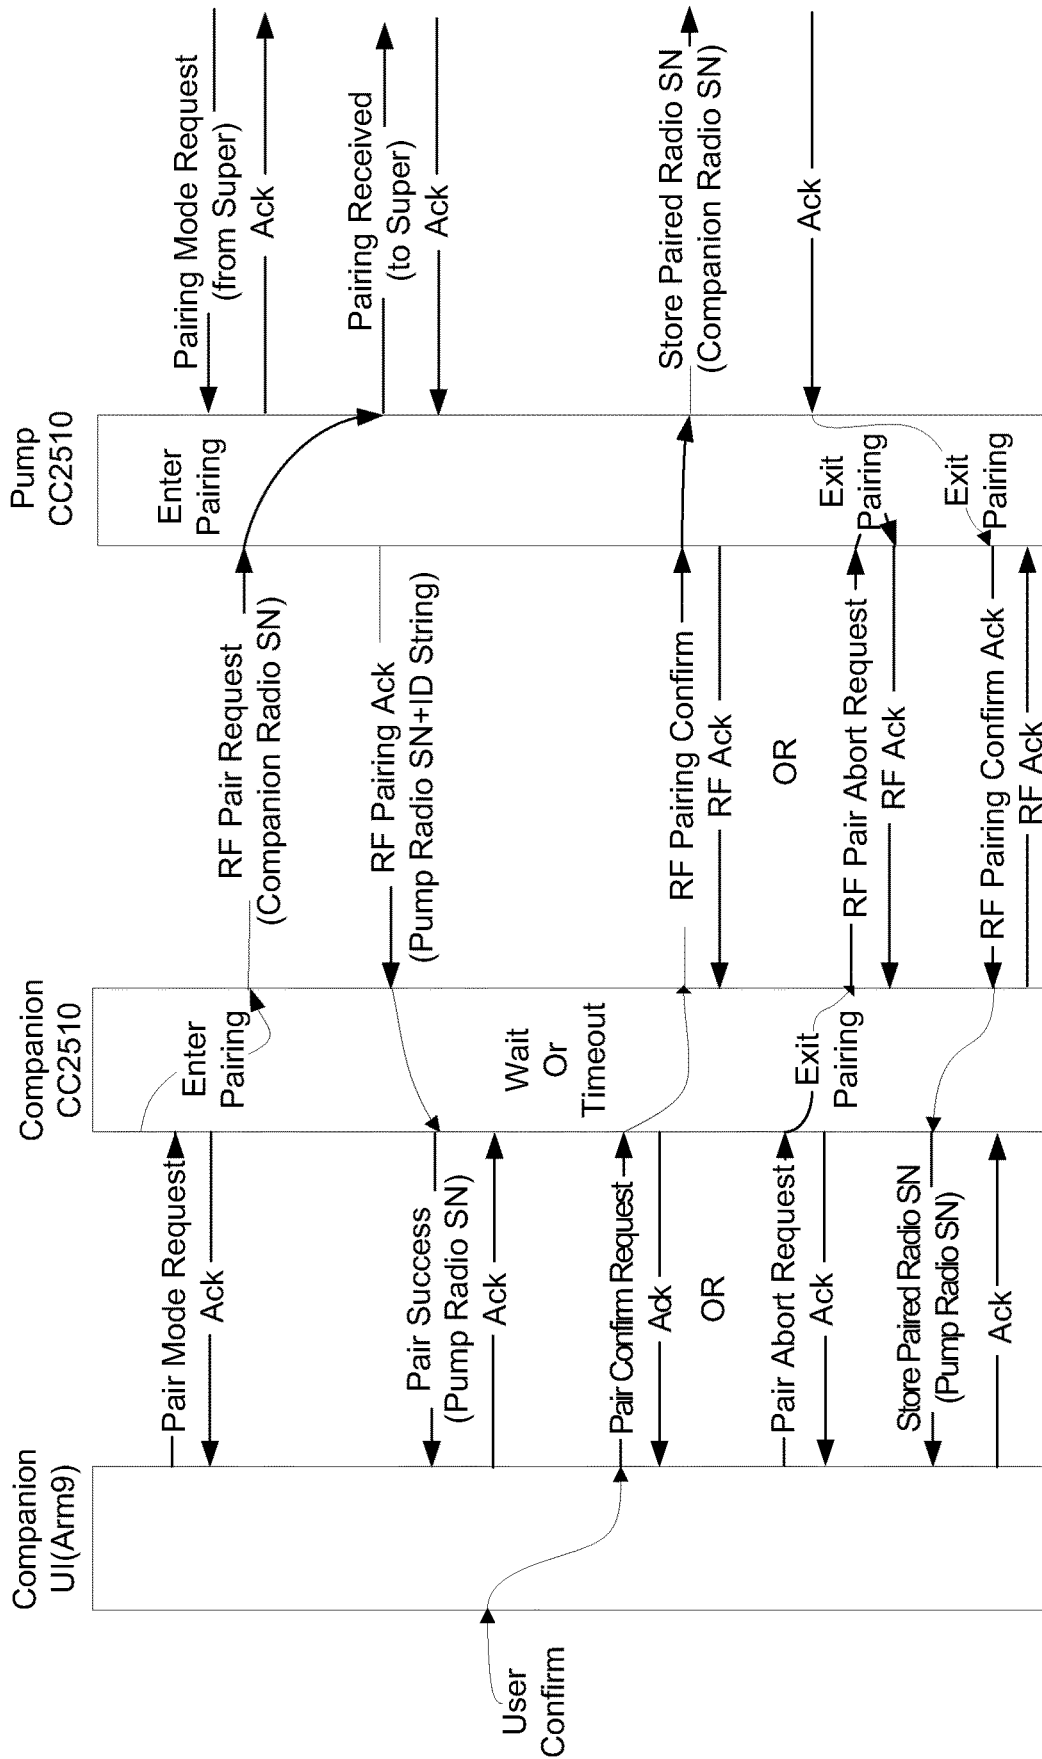 Companion
UI(Arm9)
Companion
CC2510
Pump
CC2510
Pair Mode Request
Enter
Pairing
RF Pair Request
(Companion Radio SN)
Enter
Pairing
Pairing Mode Request
(from Super)
Ack
Ack
RF Pairing Ack
(Pump Radio SN+ID String)
Pairing Received
(to Super)
Ack
User
Confirm
Pair Success
(Pump Radio SN)
Ack
Wait
Or
Timeout
Pair Confirm Request
Ack
RF Pairing Confirm
RF Ack
Store Paired Radio SN
(Companion Radio SN)
OR
OR
Pair Abort Request
Ack
Exit
Pairing
RF Pair Abort Request
RF Ack
Exit
Pairing
Ack
Store Paired Radio SN
(Pump Radio SN)
Ack
RF Pairing Confirm Ack
RF Ack
Exit
Pairing